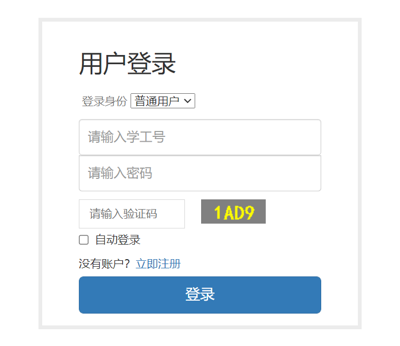 用户登录
登录身份 普通用户
请输入学工号
请输入密码
请输入验证码 1AD9
自动登录
没有账户？立即注册
登录